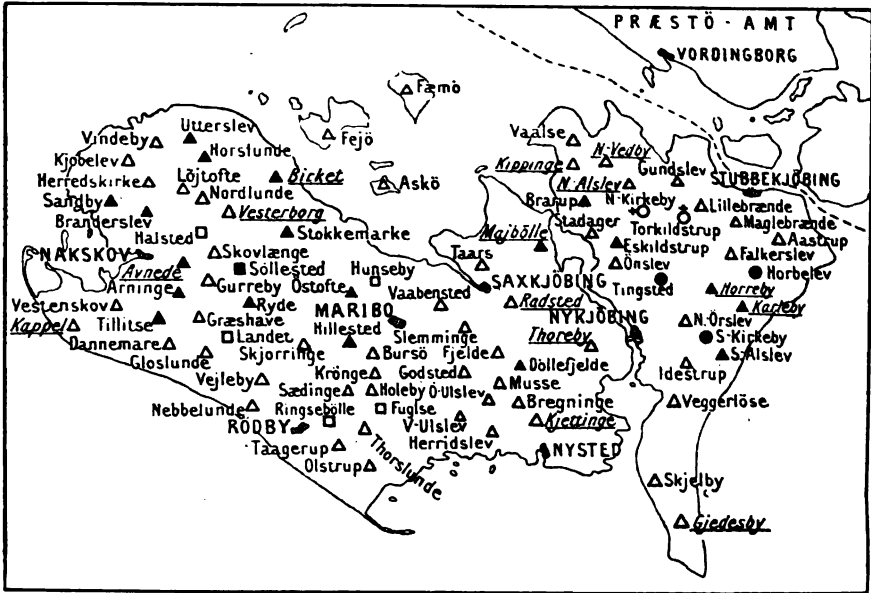 PRÆSTÖ-AMT
VORDINGBORG
Fæmö
Fejö
Askö
Utterslev
Vindeby
Horslunde
Kjobelev
Löjtofte
Bicket
Herredskirke
Nordlunde
Sandby
Vesterborg
Branderslev
Halsted
Stokkemarke
NAKSKOV
Skovlænge
Avnede
Söllested
Hunseby
Arninge
Gurreby
Östofte
Vaabensted
Vestenskov
Ryde
MARIBO
Kappel
Tillitse
Græshave
Hillested
Slemminge
Dannemare
Landet
Skjorringe
Bursö
Fjelde
Gloslunde
Krönge
Godsted
Vejleby
Sædinge
Holeby
Ö-Ulslev
Musse
Nebbelunde
Ringsebölle
Fuglse
Bregninge
RÖDBY
V-Ulslev
Kjettinge
Taagerup
Herridslev
NYSTED
Olstrup
Thorslunde
Vaalse
N-Vedby
Kippinge
Gundslev
STUBBEKJÖBING
N-Alslev
N-Kirkeby
Lillebrænde
Brarup
Maglebrænde
Stadager
Torkildstrup
Aastrup
Majbölle
Eskildstrup
Falkerslev
Taars
Önslev
Horbelev
SAXKJÖBING
Tingsted
Horreby
Radsted
Karleby
NYKJÖBING
N.Örslev
Thoreby
S-Kirkeby
Döllefjelde
S-Alslev
Idestrup
Veggerlöse
Skjelby
Gjedesby